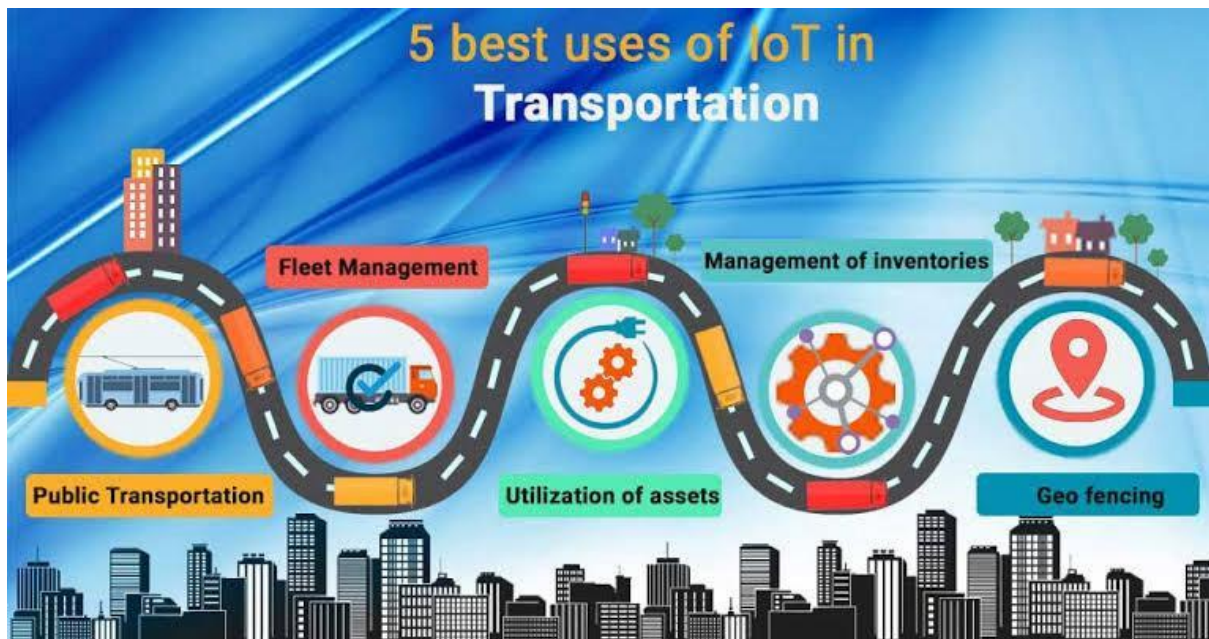 5 best uses of IoT in
Transportation
Fleet Management
Management of inventories
Public Transportation
Utilization of assets
Geo fencing